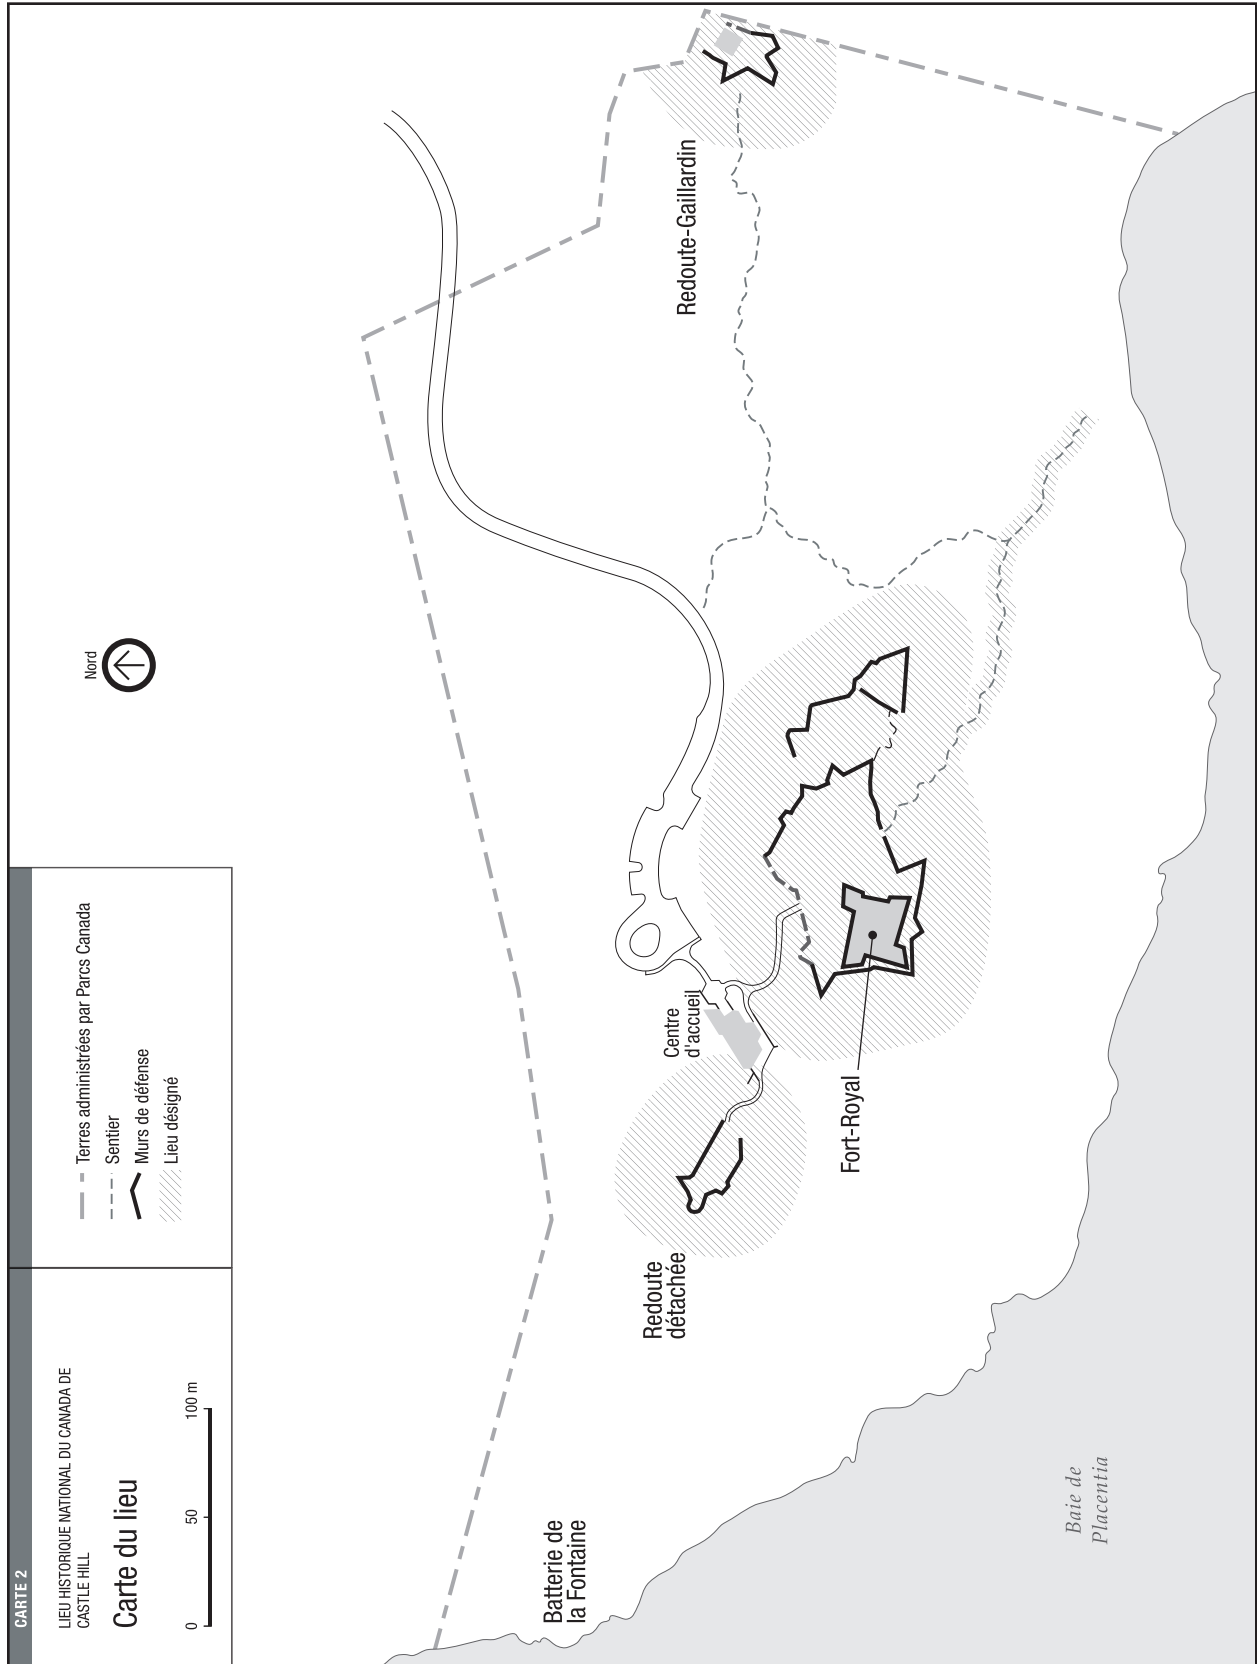 CARTE 2
LIEU HISTORIQUE NATIONAL DU CANADA DE
CASTLE HILL
Carte du lieu
0 50 100 m
Terres administrées par Parcs Canada
Sentier
Murs de défense
Lieu désigné
Nord
Batterie de
la Fontaine
Redoute
détachée
Centre
d'accueil
Fort-Royal
Redoute-Gaillardin
Baie de
Placentia